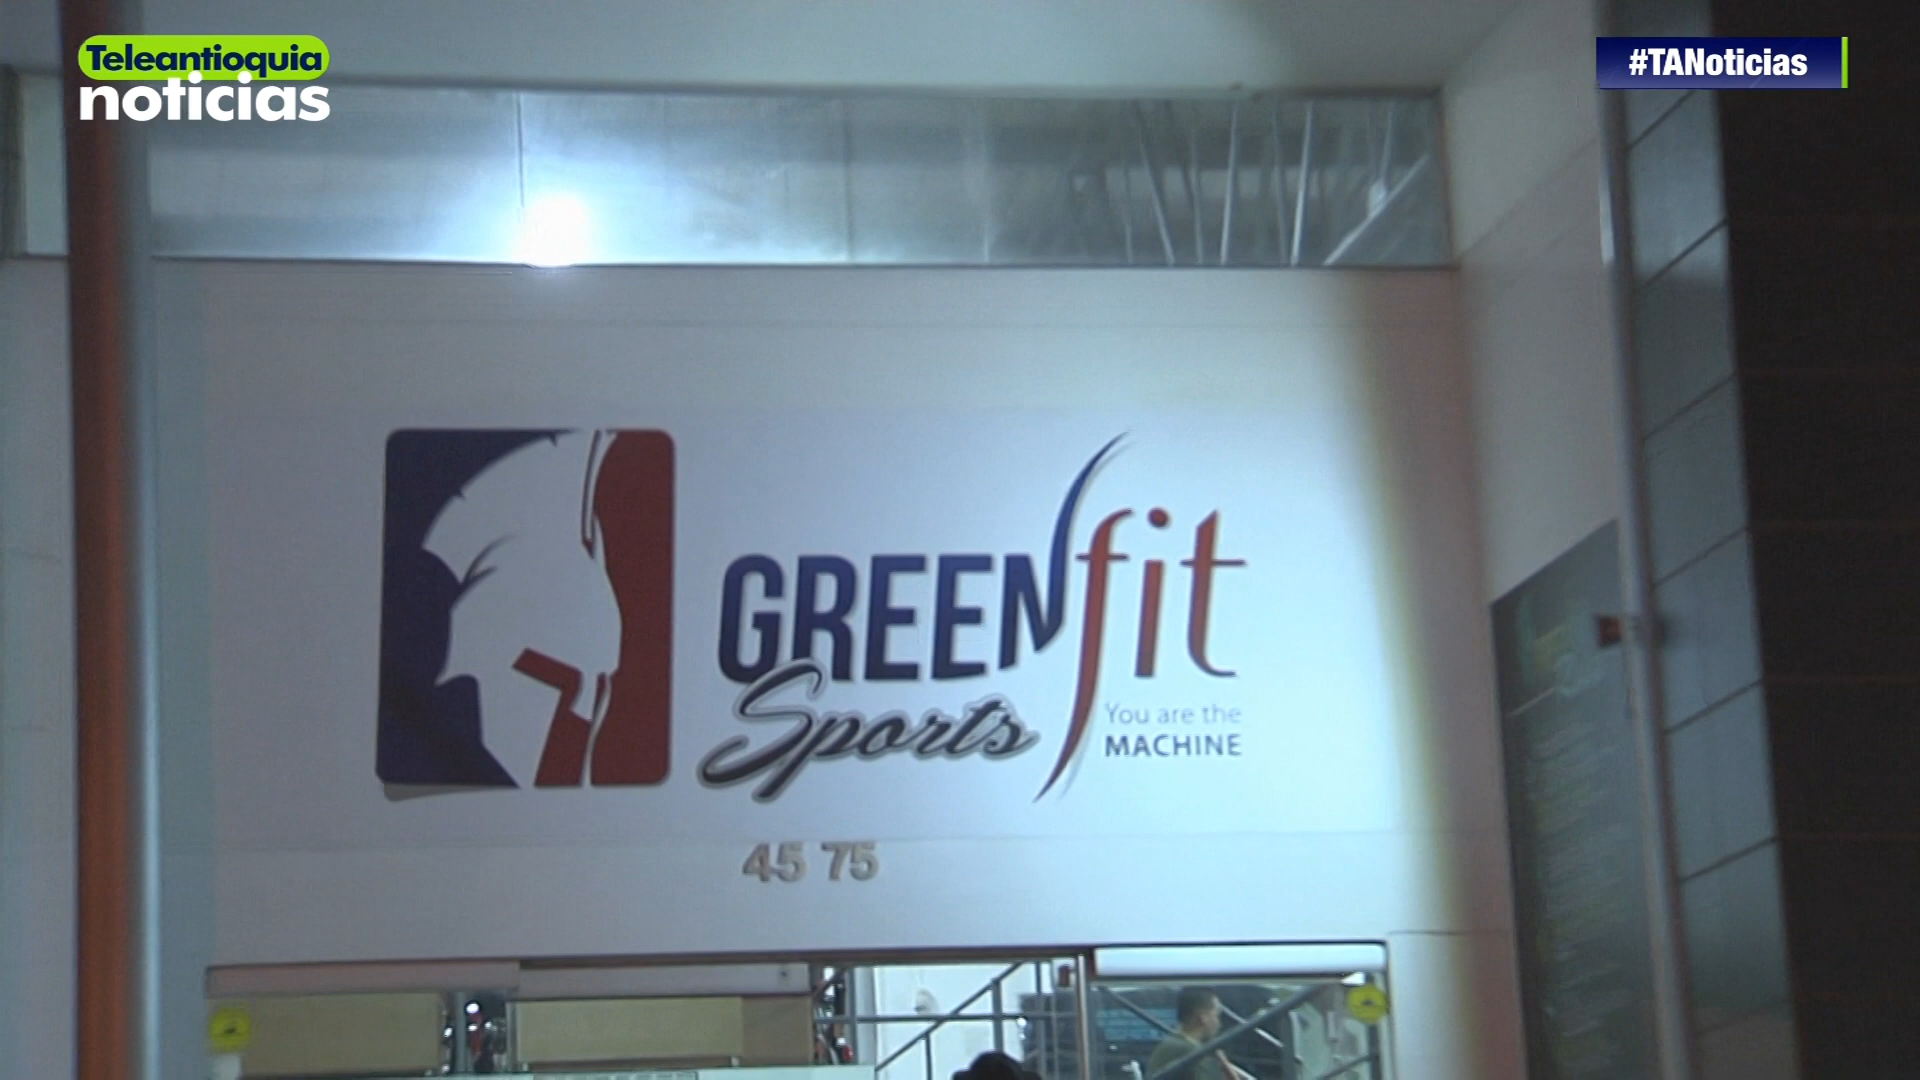 Teleantioquia
noticias
#TANoticias
GREENfit
Sports
You are the
MACHINE
45 75